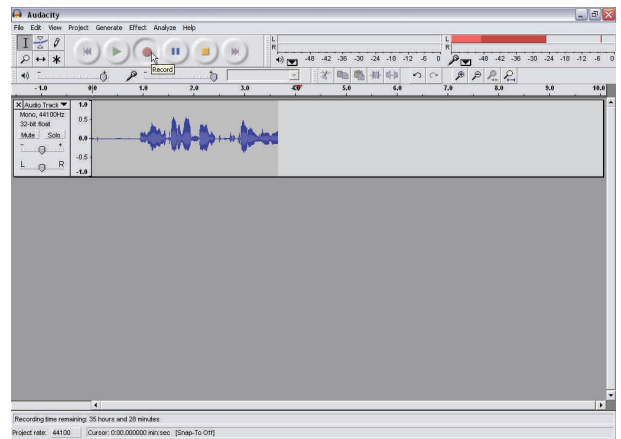 Audacity
File Edit View Project Generate Effect Analyze Help
L
R
-48 -42 -36 -30 -24 -18 -12 -6 0
L
R
-48 -42 -36 -30 -24 -18 -12 -6 0
Record
- 1.0 0.0 1.0 2.0 3.0 4.0 5.0 6.0 7.0 8.0 9.0 10.0
X Audio Track
Mono, 44100Hz
32-bit float
Mute Solo
- +
L R
1.0
0.5
0.0
-0.5
-1.0
Recording time remaining: 35 hours and 28 minutes
Project rate: 44100 Cursor: 0:00.000000 min:sec [Snap-To Off]